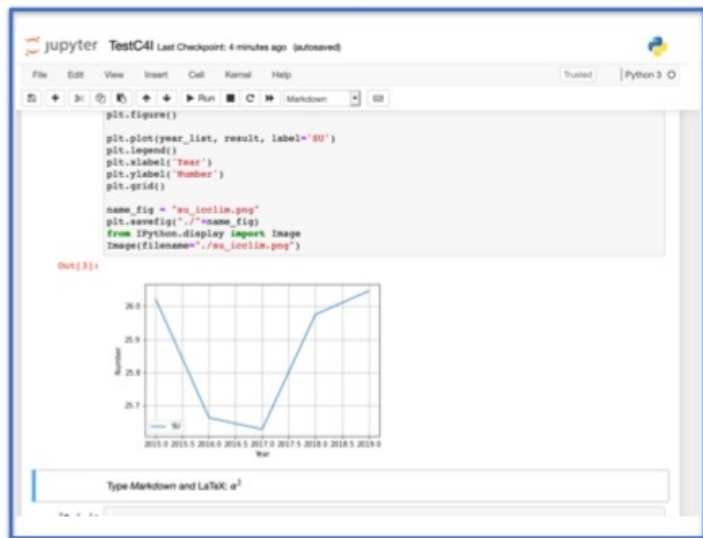 jupyter TestC4I Last Checkpoint: 4 minutes ago (autosaved)
File Edit View Insert Cell Kernel Help Trusted Python 3
Run Markdown
plt.figure()
plt.plot(year_list, result, label='SU')
plt.legend()
plt.xlabel('Year')
plt.ylabel('Number')
plt.grid()
name_fig = "su_icclim.png"
plt.savefig("./"+name_fig)
from IPython.display import Image
Image(filename="./su_icclim.png")
Out[3]:
26.0
25.9
25.8
25.7
Number
SU
2015.0 2015.5 2016.0 2016.5 2017.0 2017.5 2018.0 2018.5 2019.0
Year
Type Markdown and LaTeX: α²